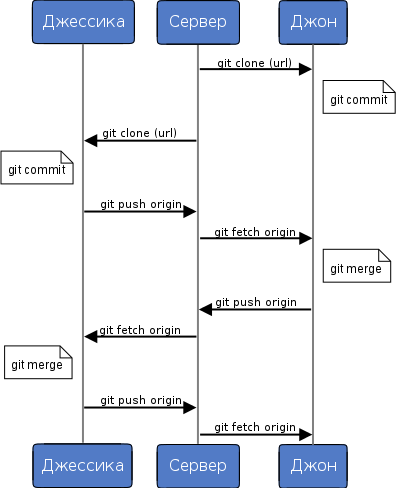 Джессика
Сервер
Джон
git clone (url)
git commit
git clone (url)
git commit
git push origin
git fetch origin
git merge
git push origin
git fetch origin
git merge
git push origin
git fetch origin
Джессика
Сервер
Джон